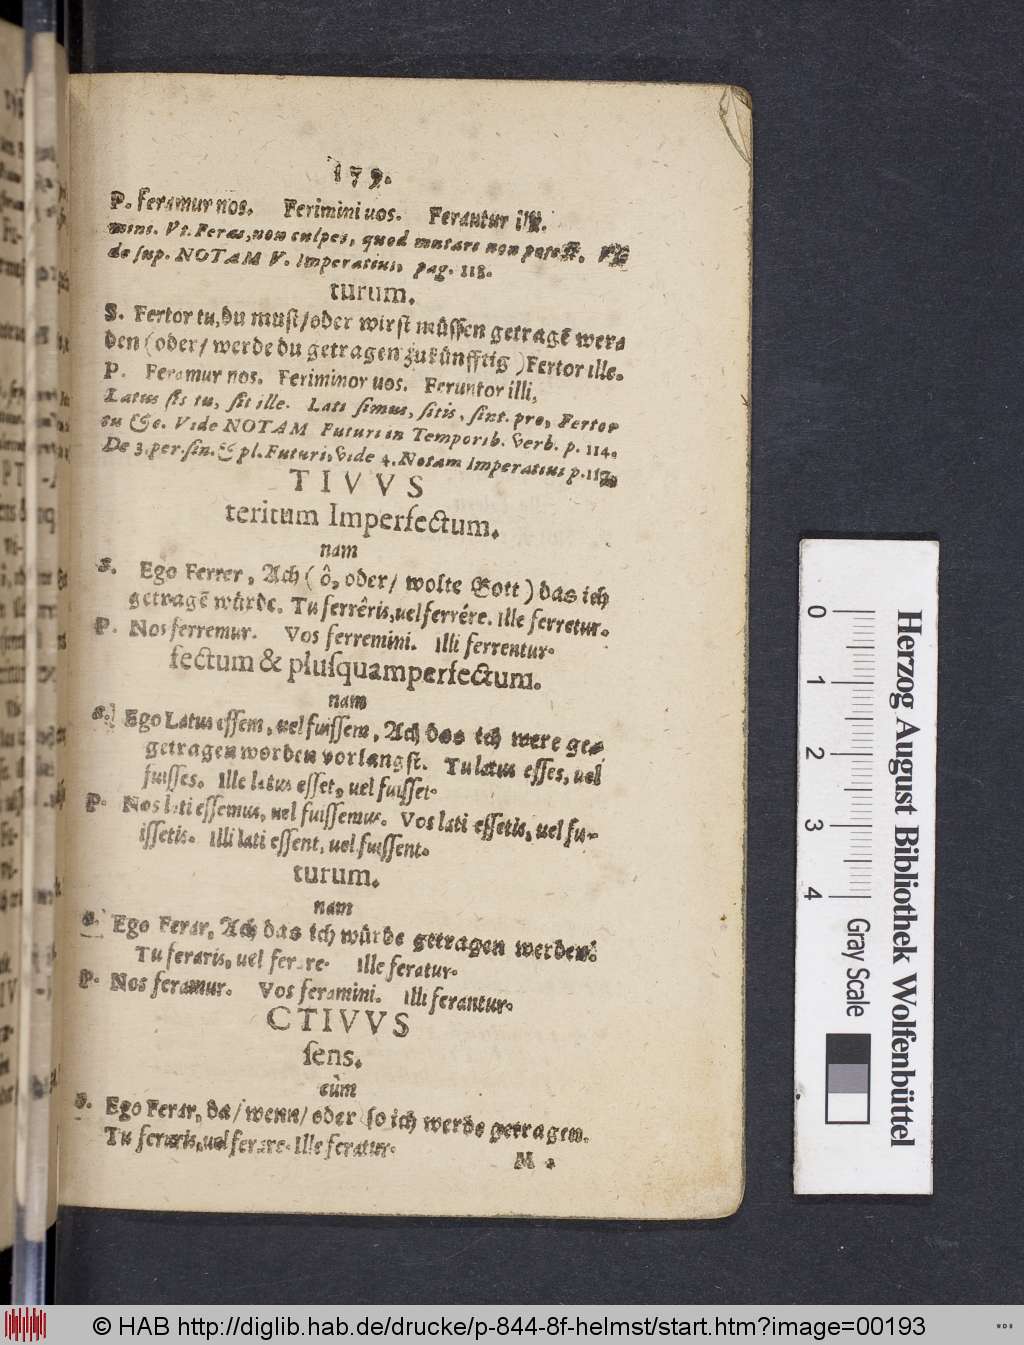 179.
P. Feramur nos. Ferimini uos. Ferantur illi.
mini. Vt. Feras, non culpes, quod mutari non potest.
de sup. NOTAM V. Imperatiui, pag. 118.
turum.
S. Fertor tu, du must/oder wirst müssen getragē wer⸗
den (oder/ werde du getragen zukünfftig) Fertor ille.
P. Feramur nos. Feriminor uos. Feruntor illi,
Latus sis tu, sit ille. Lati simus, sitis, sint. pro, Fertor
tu &c. Vide NOTAM Futuri in Temporib. verb. p. 114.
De 3. per. sin. & pl. Futuri, vide 4. Notam Imperatiui p.
TIVVS
teritum Imperfectum.
nam
S. Ego Ferrer, Ach (ô, oder/ wolte Gott) das ich
getragē würde. Tu ferrêris, uel ferrére. Ille ferretur.
P. Nos ferremur. Vos ferremini. Illi ferrentur.
fectum & plusquamperfectum.
nam
S. Ego Latus essem, uel fuissem, Ach das ich were ge⸗
getragen worden vorlangst. Tu latus esses, uel
fuisses. Ille latus esset, uel fuisset.
P. Nos lati essemus, uel fuissemus. Vos lati essetis, uel fu-
issetis. Illi lati essent, uel fuissent.
turum.
nam
S. Ego Ferar, Ach das ich würde getragen werden.
Tu feraris, uel ferare. Ille feratur.
P. Nos feramur. Vos feramini. Illi ferantur.
CTIVVS
sens.
cùm
S. Ego Ferar, da/ wenn/ oder so ich werde getragen.
Tu feraris, uel ferare. Ille feratur.
M
Herzog August Bibliothek Wolfenbüttel
0 1 2 3 4 Gray Scale
© HAB http://diglib.hab.de/drucke/p-844-8f-helmst/start.htm?image=00193